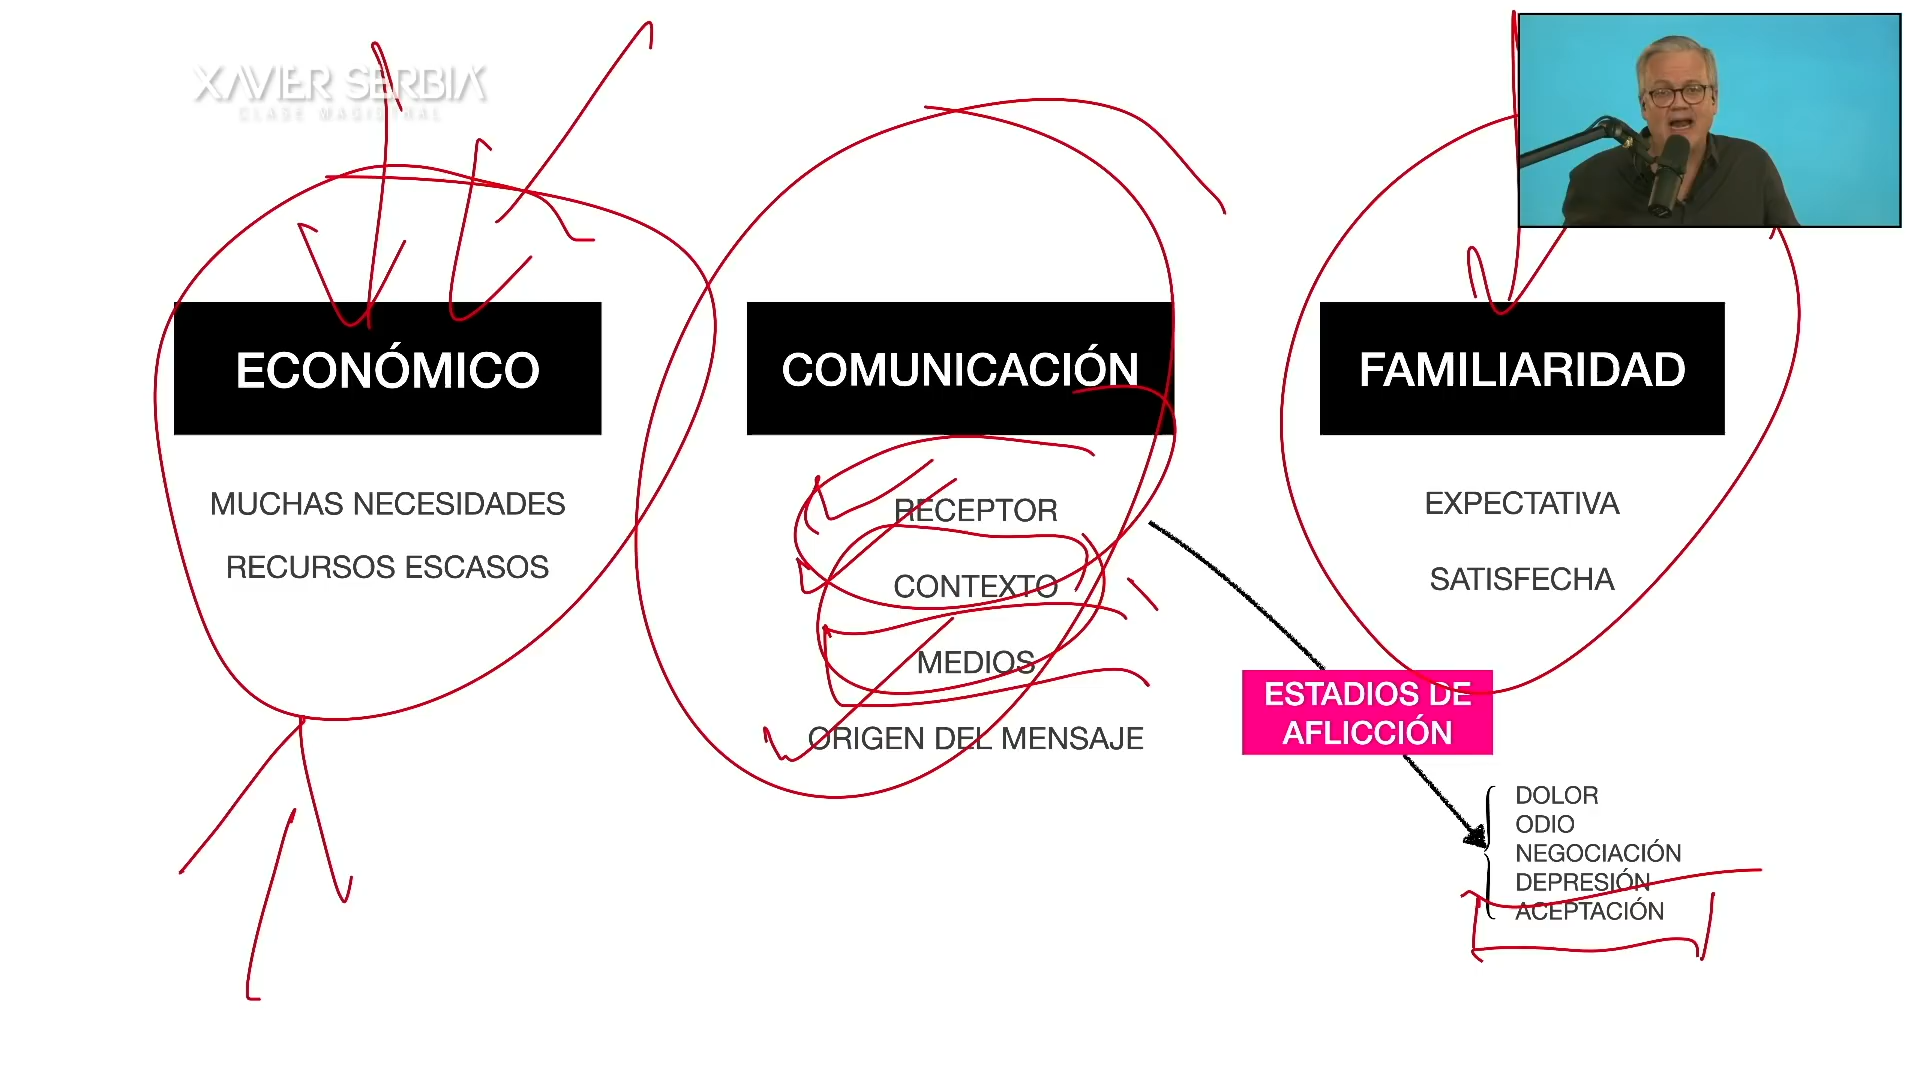 XAVIER SERBIÁ
CLASE MAGISTRAL
ECONÓMICO
MUCHAS NECESIDADES
RECURSOS ESCASOS
COMUNICACIÓN
RECEPTOR
CONTEXTO
MEDIOS
ORIGEN DEL MENSAJE
FAMILIARIDAD
EXPECTATIVA
SATISFECHA
ESTADIOS DE
AFLICCIÓN
DOLOR
ODIO
NEGOCIACIÓN
DEPRESIÓN
ACEPTACIÓN